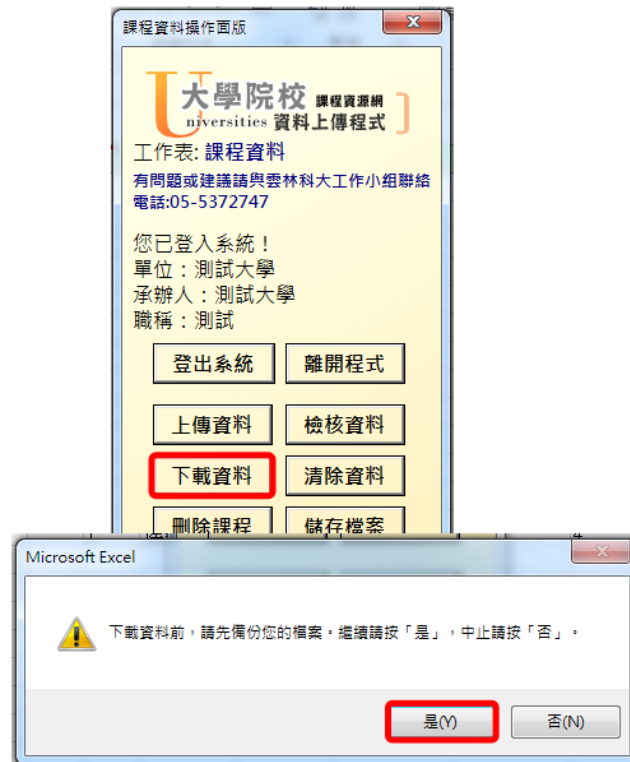 課程資料操作面版
大學院校 課程資源網
Universities 資料上傳程式
工作表: 課程資料
有問題或建議請與雲林科大工作小組聯絡
電話:05-5372747
您已登入系統！
單位：測試大學
承辦人：測試大學
職稱：測試
登出系統 離開程式
上傳資料 檢核資料
下載資料 清除資料
刪除課程 儲存檔案
Microsoft Excel
下載資料前，請先備份您的檔案。繼續請按「是」，中止請按「否」。
是(Y) 否(N)